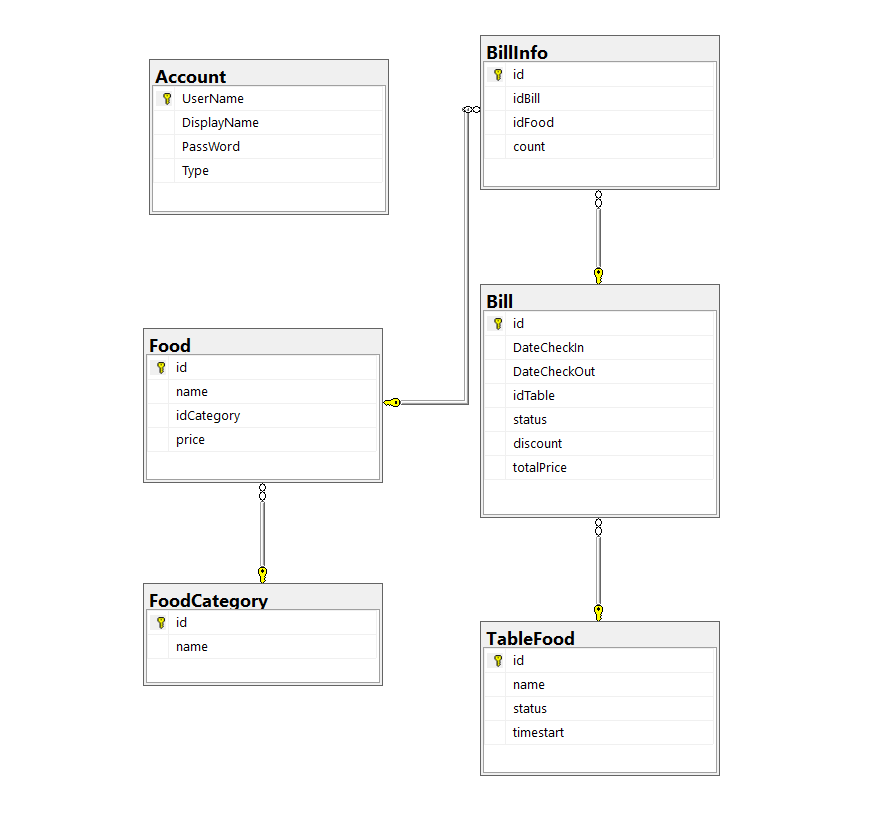 Account
UserName
DisplayName
PassWord
Type
BillInfo
id
idBill
idFood
count
Food
id
name
idCategory
price
Bill
id
DateCheckIn
DateCheckOut
idTable
status
discount
totalPrice
FoodCategory
id
name
TableFood
id
name
status
timestart